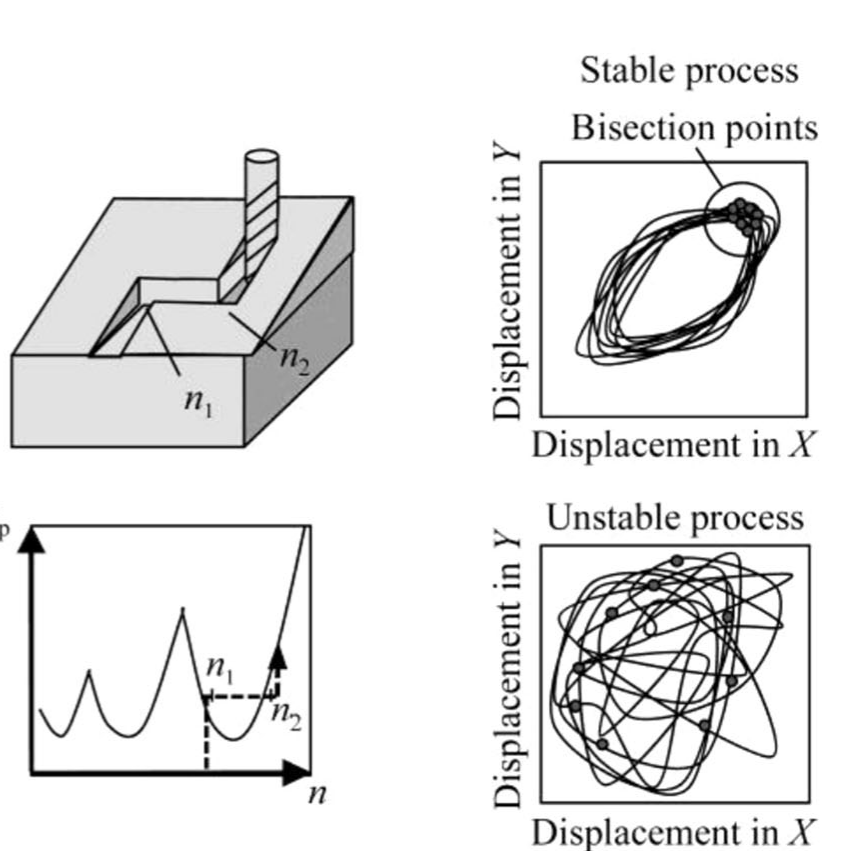 Stable process
Bisection points
Displacement in Y
n₂
n₁
Displacement in X
p
Unstable process
Displacement in Y
n₁
n₂
n
Displacement in X